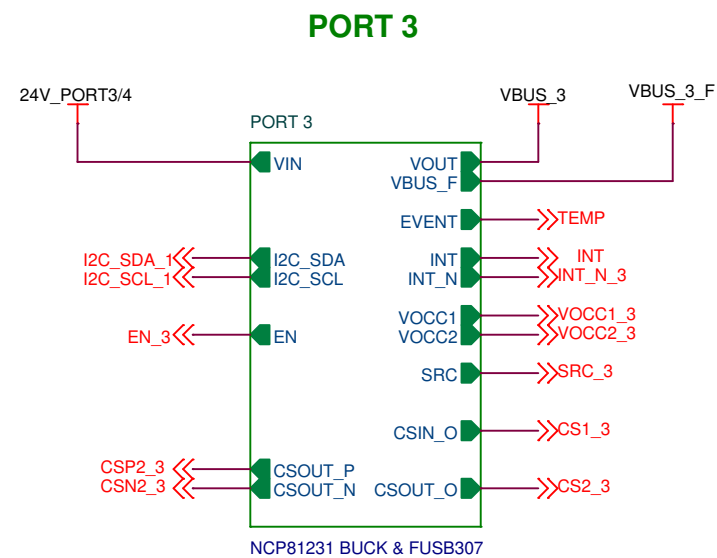 PORT 3
24V_PORT3/4
VBUS_3
VBUS_3_F
PORT 3
VIN
VOUT
VBUS_F
EVENT
TEMP
I2C_SDA_1
I2C_SDA
INT
INT
I2C_SCL_1
I2C_SCL
INT_N
INT_N_3
VOCC1
VOCC1_3
EN_3
EN
VOCC2
VOCC2_3
SRC
SRC_3
CSIN_O
CS1_3
CSP2_3
CSOUT_P
CSN2_3
CSOUT_N
CSOUT_O
CS2_3
NCP81231 BUCK & FUSB307